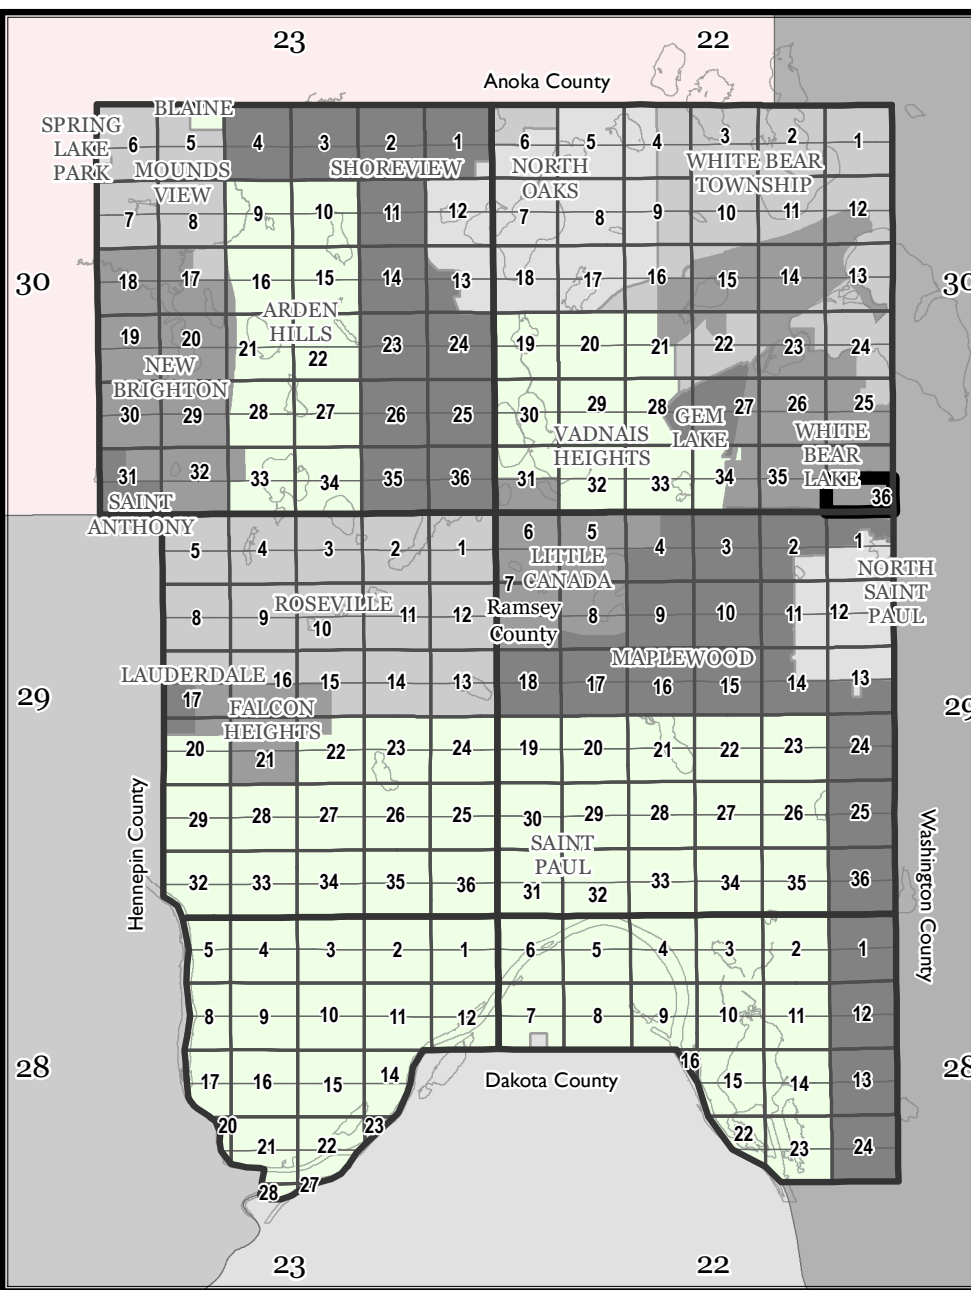 23 22
Anoka County
BLAINE
SPRING
LAKE
PARK
6 5 4 3 2 1 6 5 4 3 2 1
MOUNDS
VIEW
SHOREVIEW
NORTH
OAKS
WHITE BEAR
TOWNSHIP
7 8 9 10 11 12 7 8 9 10 11 12
30 18 17 16 15 14 13 18 17 16 15 14 13 30
ARDEN
HILLS
19 20 21 22 23 24 19 20 21 22 23 24
NEW
BRIGHTON
30 29 28 27 26 25 30 29 28 27 26 25
GEM
LAKE
VADNAIS
HEIGHTS
WHITE
BEAR
LAKE
31 32 33 34 35 36 31 32 33 34 35 36
SAINT
ANTHONY
5 4 3 2 1 6 5 4 3 2 1
LITTLE
CANADA
NORTH
SAINT
PAUL
ROSEVILLE
8 9 10 11 12 7 8 9 10 11 12
Ramsey
County
MAPLEWOOD
LAUDERDALE
29 17 16 15 14 13 18 17 16 15 14 13 29
FALCON
HEIGHTS
20 21 22 23 24 19 20 21 22 23 24
29 28 27 26 25 30 29 28 27 26 25
SAINT
PAUL
32 33 34 35 36 31 32 33 34 35 36
Hennepin County
Washington County
5 4 3 2 1 6 5 4 3 2 1
8 9 10 11 12 7 8 9 10 11 12
28 17 16 15 14 16 15 14 13 28
Dakota County
20 21 22 23 22 23 24
28 27
23 22